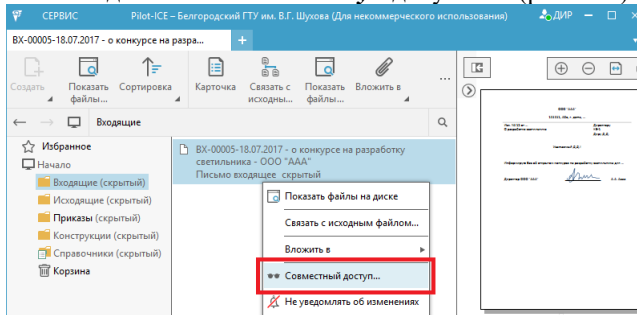 СЕРВИС Pilot-ICE – Белгородский ГТУ им. В.Г. Шухова (Для некоммерческого использования) ДИР
ВХ-00005-18.07.2017 - о конкурсе на разра...
Создать Показать файлы... Сортировка Карточка Связать с исходны... Показать файлы... Вложить в ...
Входящие
Избранное
Начало
Входящие (скрытый)
Исходящие (скрытый)
Приказы (скрытый)
Конструкции (скрытый)
Справочники (скрытый)
Корзина
ВХ-00005-18.07.2017 - о конкурсе на разработку
светильника - ООО "ААА"
Письмо входящее скрытый
Показать файлы на диске
Связать с исходным файлом...
Вложить в
Совместный доступ...
Не уведомлять об изменениях